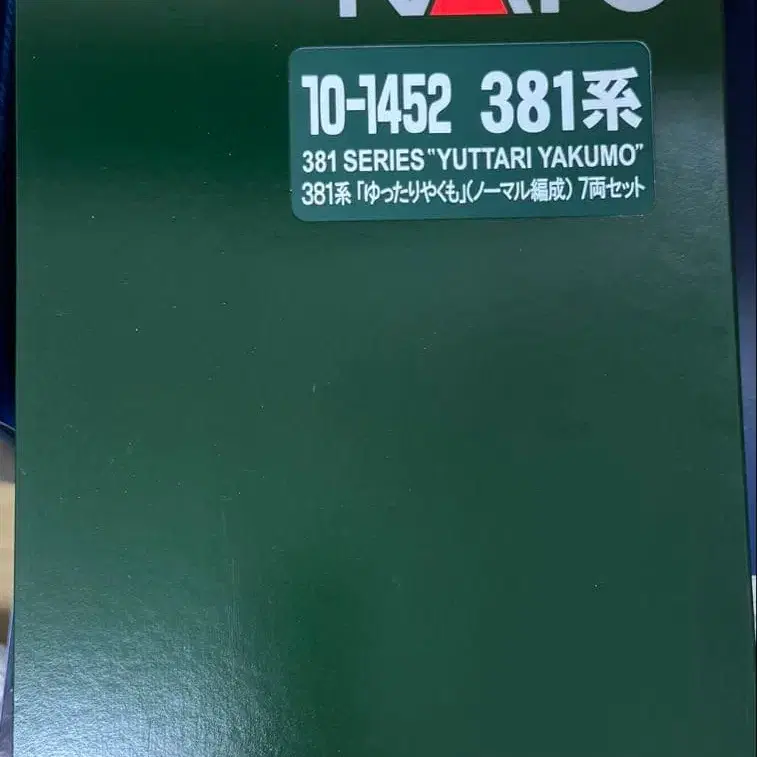 KATO
10-1452 381系
381 SERIES "YUTTARI YAKUMO"
381系「ゆったりやくも」(ノーマル編成) 7両セット